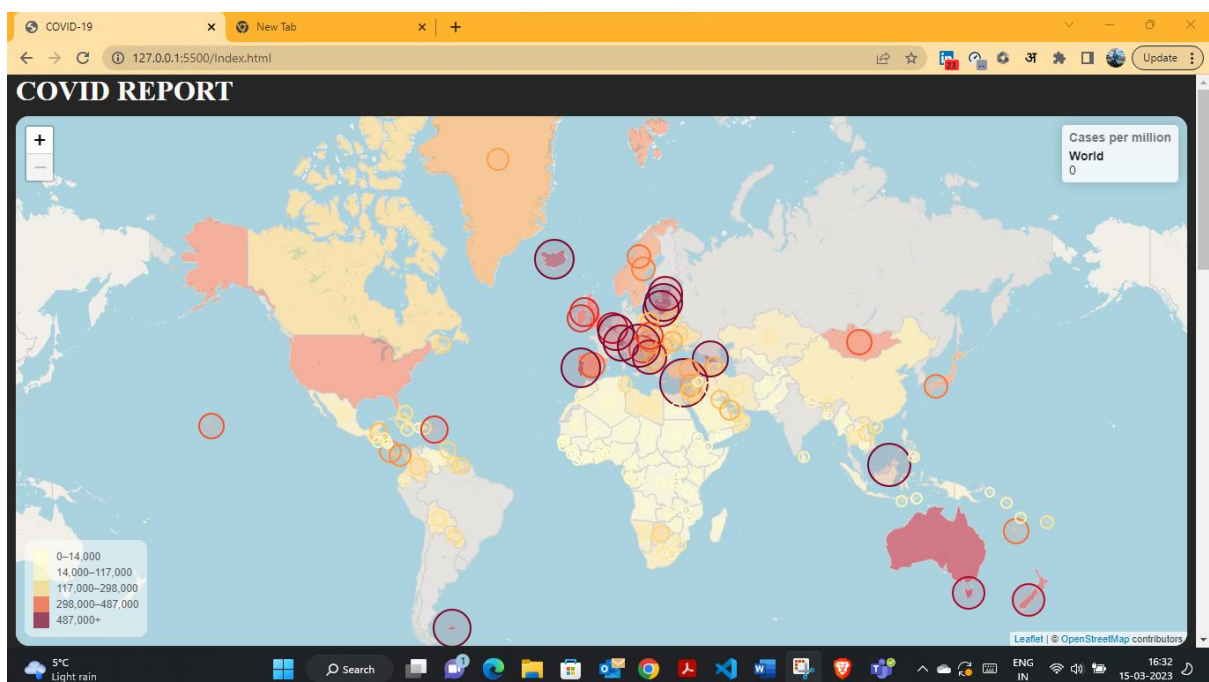 COVID-19
New Tab
127.0.0.1:5500/Index.html
23
अ
Update
COVID REPORT
+
−
Cases per million
World
0
0–14,000
14,000–117,000
117,000–298,000
298,000–487,000
487,000+
Leaflet | © OpenStreetMap contributors
5°C
Light rain
Search
1
ENG
IN
16:32
15-03-2023